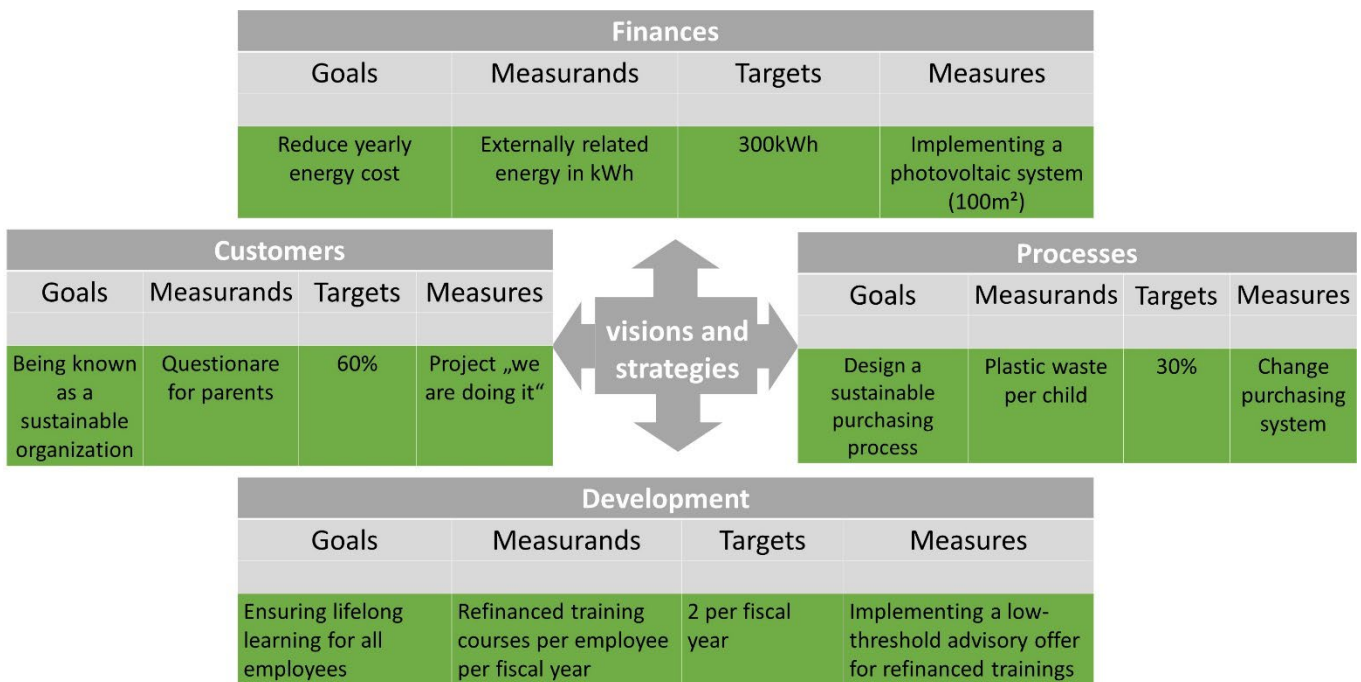 Finances
Goals Measurands Targets Measures
Reduce yearly Externally related 300kWh Implementing a
energy cost energy in kWh photovoltaic system
(100m²)
Customers
Goals Measurands Targets Measures
Being known Questionare 60% Project „we
as a for parents are doing it“
sustainable
organization
visions and
strategies
Processes
Goals Measurands Targets Measures
Design a Plastic waste 30% Change
sustainable per child purchasing
purchasing system
process
Development
Goals Measurands Targets Measures
Ensuring lifelong Refinanced training 2 per fiscal Implementing a low-
learning for all courses per employee year threshold advisory offer
employees per fiscal year for refinanced trainings